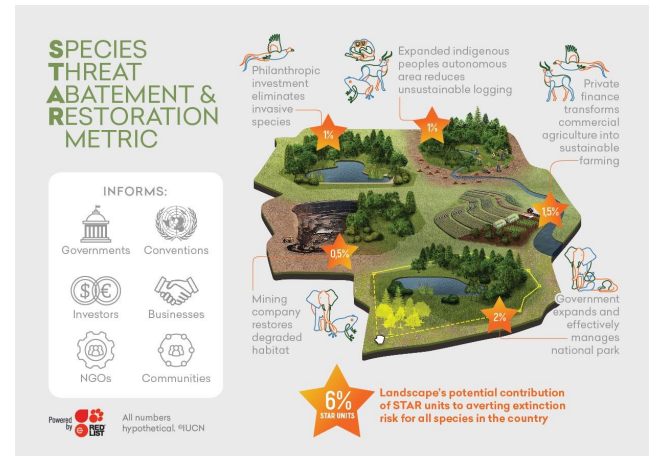 SPECIES
THREAT
ABATEMENT &
RESTORATION
METRIC
INFORMS:
Governments
Conventions
Investors
Businesses
NGOs
Communities
Powered
by
RED
LIST
All numbers
hypothetical. ©IUCN
Philanthropic
investment
eliminates
invasive
species
1%
Expanded indigenous
peoples autonomous
area reduces
unsustainable logging
1%
Private
finance
transforms
commercial
agriculture into
sustainable
farming
1,5%
Mining
company
restores
degraded
habitat
0,5%
Government
expands and
effectively
manages
national park
2%
6%
STAR UNITS
Landscape's potential contribution
of STAR units to averting extinction
risk for all species in the country